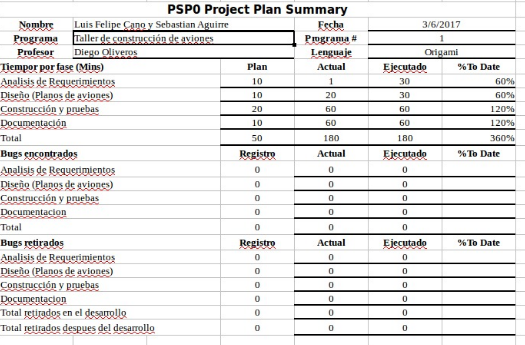 PSP0 Project Plan Summary
Nombre Luis Felipe Cano y Sebastian Aguirre Fecha 3/6/2017
Programa Taller de construcción de aviones Programa # 1
Profesor Diego Oliveros Lenguaje Origami
Tiempor por fase (Mins) Plan Actual Ejecutado %To Date
Analisis de Requerimientos 10 1 30 60%
Diseño (Planos de aviones) 10 20 30 60%
Construcción y pruebas 20 60 60 120%
Documentación 10 60 60 120%
Total 50 180 180 360%
Bugs encontrados Registro Actual Ejecutado %To Date
Analisis de Requerimientos 0 0 0
Diseño (Planos de aviones) 0 0 0
Construcción y pruebas 0 0 0
Documentacion 0 0 0
Total 0 0 0
Bugs retirados Registro Actual Ejecutado %To Date
Analisis de Requerimientos 0 0 0
Diseño (Planos de aviones) 0 0 0
Construcción y pruebas 0 0 0
Documentacion 0 0 0
Total retirados en el desarrollo 0 0 0
Total retirados despues del desarrollo 0 0 0